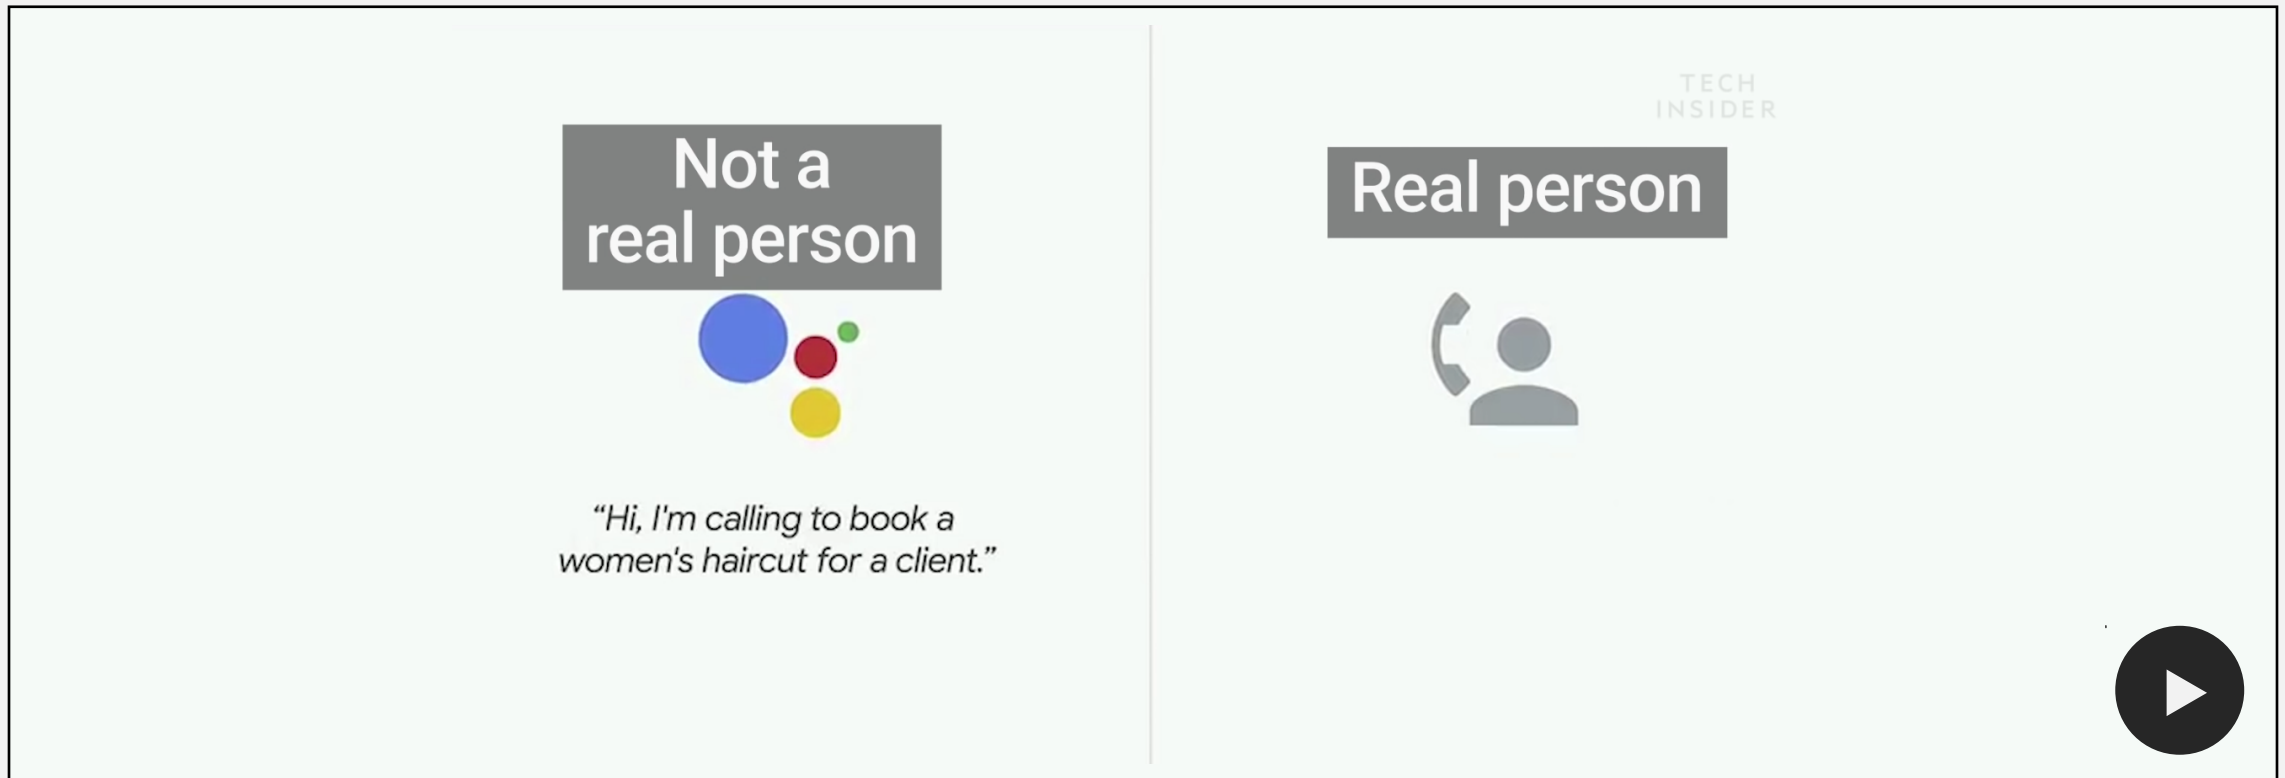 Not a
real person
“Hi, I'm calling to book a
women's haircut for a client.”
TECH
INSIDER
Real person